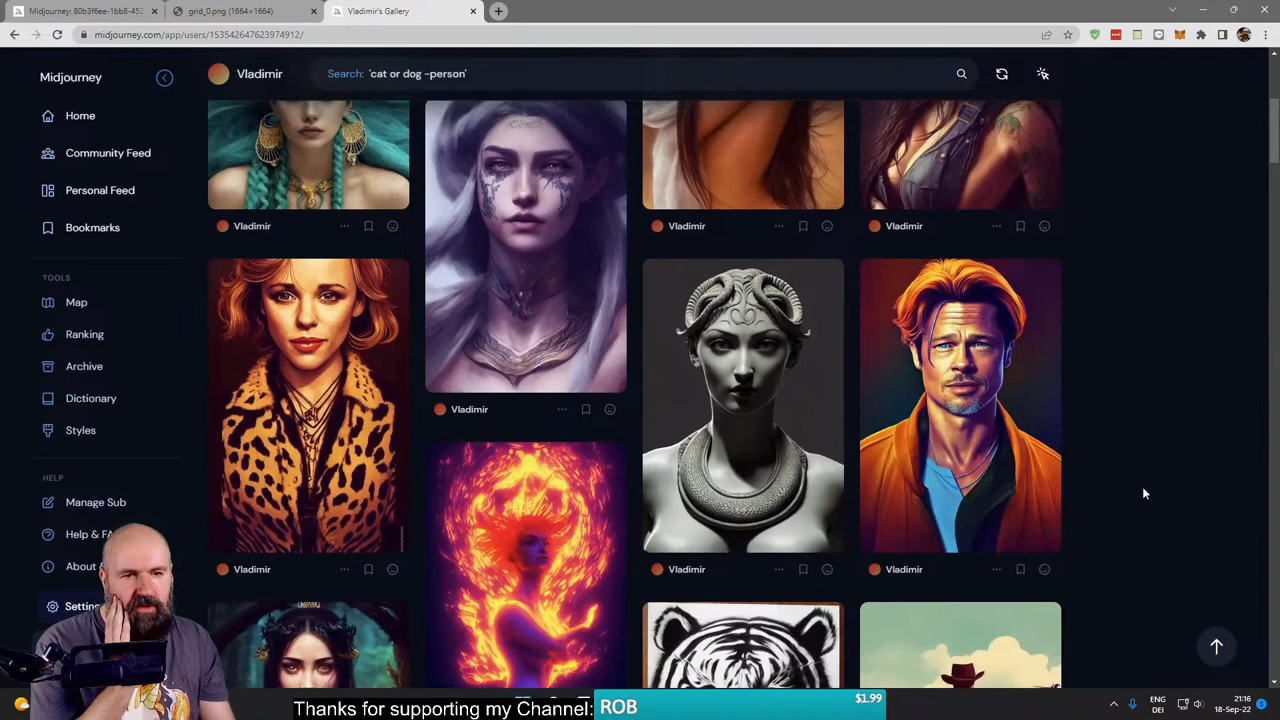 Midjourney: 80b3f6ee-1bb8-453
grid_0.png (1664×1664)
Vladimir's Gallery
midjourney.com/app/users/153542647623974912/
Midjourney
Vladimir
Search: 'cat or dog -person'
Home
Community Feed
Personal Feed
Bookmarks
TOOLS
Map
Ranking
Archive
Dictionary
Styles
HELP
Manage Sub
Help & FA
About
Setting
Vladimir
Vladimir
Vladimir
Vladimir
Vladimir
Vladimir
Vladimir
Thanks for supporting my Channel:
ROB
$1.99
ENG
DEI
21:16
18-Sep-22